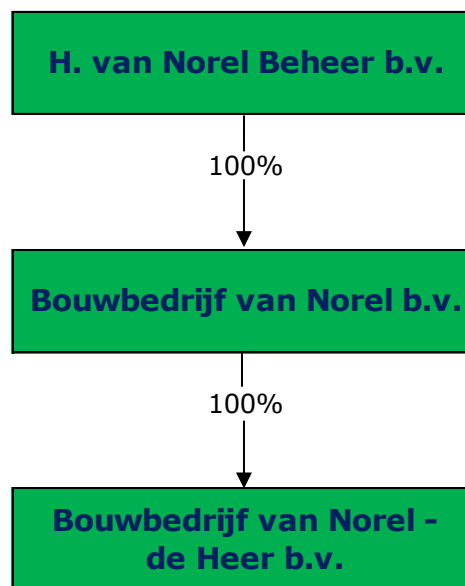 H. van Norel Beheer b.v.
100%
Bouwbedrijf van Norel b.v.
100%
Bouwbedrijf van Norel -
de Heer b.v.